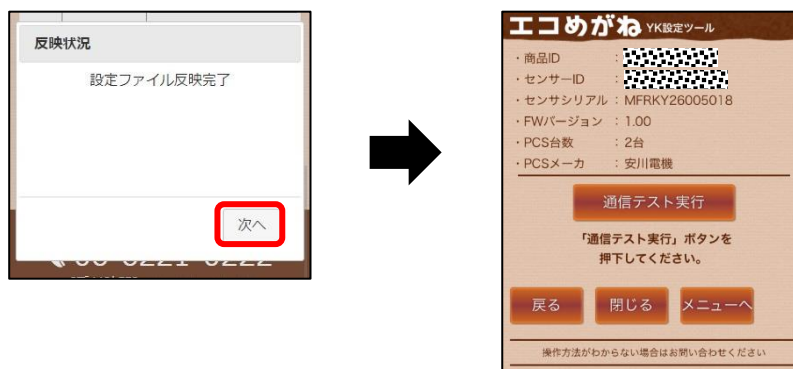 反映状況
設定ファイル反映完了
次へ
エコめがね YK設定ツール
・商品ID :
・センサーID :
・センサシリアル : MFRKY26005018
・FWバージョン : 1.00
・PCS台数 : 2台
・PCSメーカ : 安川電機
通信テスト実行
「通信テスト実行」ボタンを
押下してください。
戻る
閉じる
メニューへ
操作方法がわからない場合はお問い合わせください